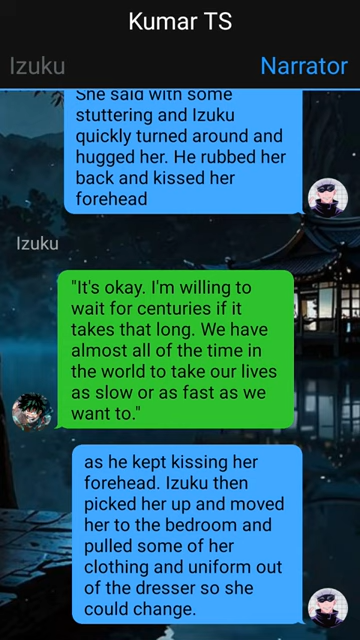 Kumar TS
Izuku
Narrator
She said with some
stuttering and Izuku
quickly turned around and
hugged her. He rubbed her
back and kissed her
forehead
Izuku
"It's okay. I'm willing to
wait for centuries if it
takes that long. We have
almost all of the time in
the world to take our lives
as slow or as fast as we
want to."
as he kept kissing her
forehead. Izuku then
picked her up and moved
her to the bedroom and
pulled some of her
clothing and uniform out
of the dresser so she
could change.